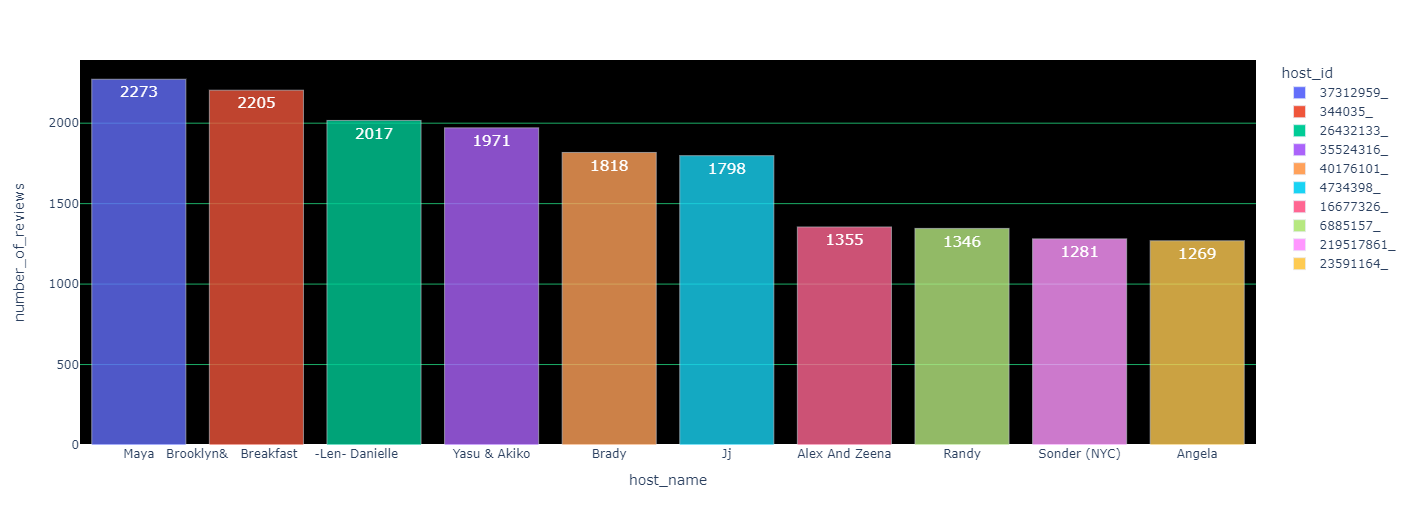 2273
2205
2017
1971
1818
1798
1355
1346
1281
1269
number_of_reviews
2000
1500
1000
500
0
Maya
Brooklyn&   Breakfast    -Len-
Danielle
Yasu & Akiko
Brady
Jj
Alex And Zeena
Randy
Sonder (NYC)
Angela
host_name
host_id
37312959_
344035_
26432133_
35524316_
40176101_
4734398_
16677326_
6885157_
219517861_
23591164_